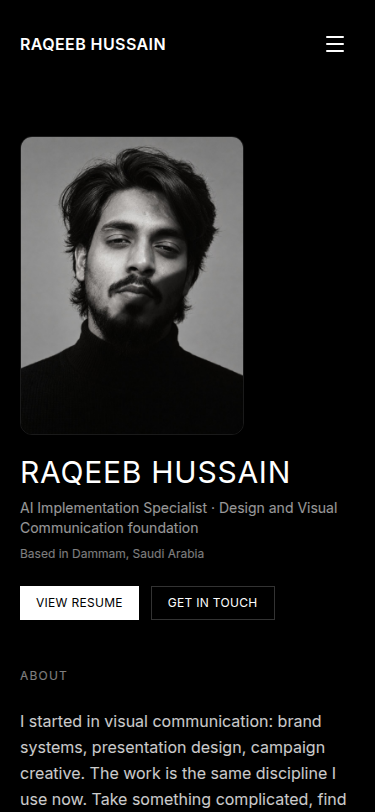 RAQEEB HUSSAIN
RAQEEB HUSSAIN
AI Implementation Specialist · Design and Visual
Communication foundation
Based in Dammam, Saudi Arabia
VIEW RESUME
GET IN TOUCH
ABOUT
I started in visual communication: brand
systems, presentation design, campaign
creative. The work is the same discipline I
use now. Take something complicated, find